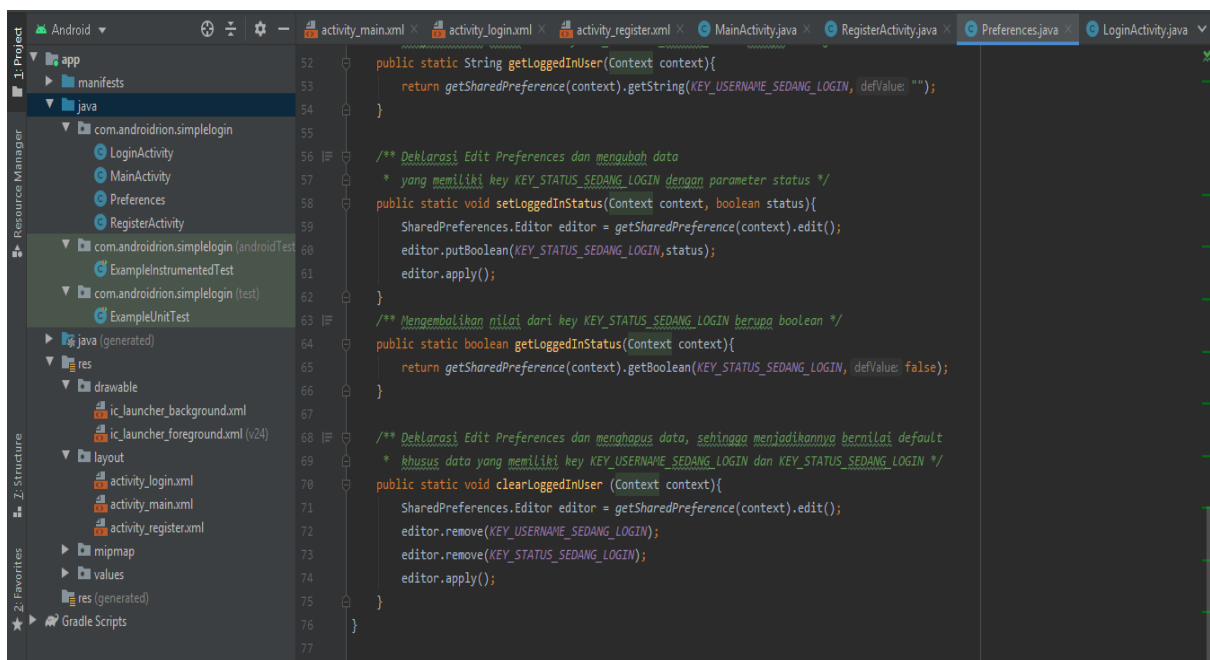 Android
activity_main.xml
activity_login.xml
activity_register.xml
MainActivity.java
RegisterActivity.java
Preferences.java
LoginActivity.java
1: Project
Resource Manager
7: Structure
2: Favorites
app
manifests
java
com.androidrion.simplelogin
LoginActivity
MainActivity
Preferences
RegisterActivity
com.androidrion.simplelogin (androidTest
ExampleInstrumentedTest
com.androidrion.simplelogin (test)
ExampleUnitTest
java (generated)
res
drawable
ic_launcher_background.xml
ic_launcher_foreground.xml (v24)
layout
activity_login.xml
activity_main.xml
activity_register.xml
mipmap
values
res (generated)
Gradle Scripts
52 public static String getLoggedInUser(Context context){
53 return getSharedPreference(context).getString(KEY_USERNAME_SEDANG_LOGIN, defValue: "");
54 }
55
56 /** Deklarasi Edit Preferences dan mengubah data
57 * yang memiliki key KEY_STATUS_SEDANG_LOGIN dengan parameter status */
58 public static void setLoggedInStatus(Context context, boolean status){
59 SharedPreferences.Editor editor = getSharedPreference(context).edit();
60 editor.putBoolean(KEY_STATUS_SEDANG_LOGIN,status);
61 editor.apply();
62 }
63 /** Mengembalikan nilai dari key KEY_STATUS_SEDANG_LOGIN berupa boolean */
64 public static boolean getLoggedInStatus(Context context){
65 return getSharedPreference(context).getBoolean(KEY_STATUS_SEDANG_LOGIN, defValue: false);
66 }
67
68 /** Deklarasi Edit Preferences dan menghapus data, sehingga menjadikannya bernilai default
69 * khusus data yang memiliki key KEY_USERNAME_SEDANG_LOGIN dan KEY_STATUS_SEDANG_LOGIN */
70 public static void clearLoggedInUser (Context context){
71 SharedPreferences.Editor editor = getSharedPreference(context).edit();
72 editor.remove(KEY_USERNAME_SEDANG_LOGIN);
73 editor.remove(KEY_STATUS_SEDANG_LOGIN);
74 editor.apply();
75 }
76 }
77